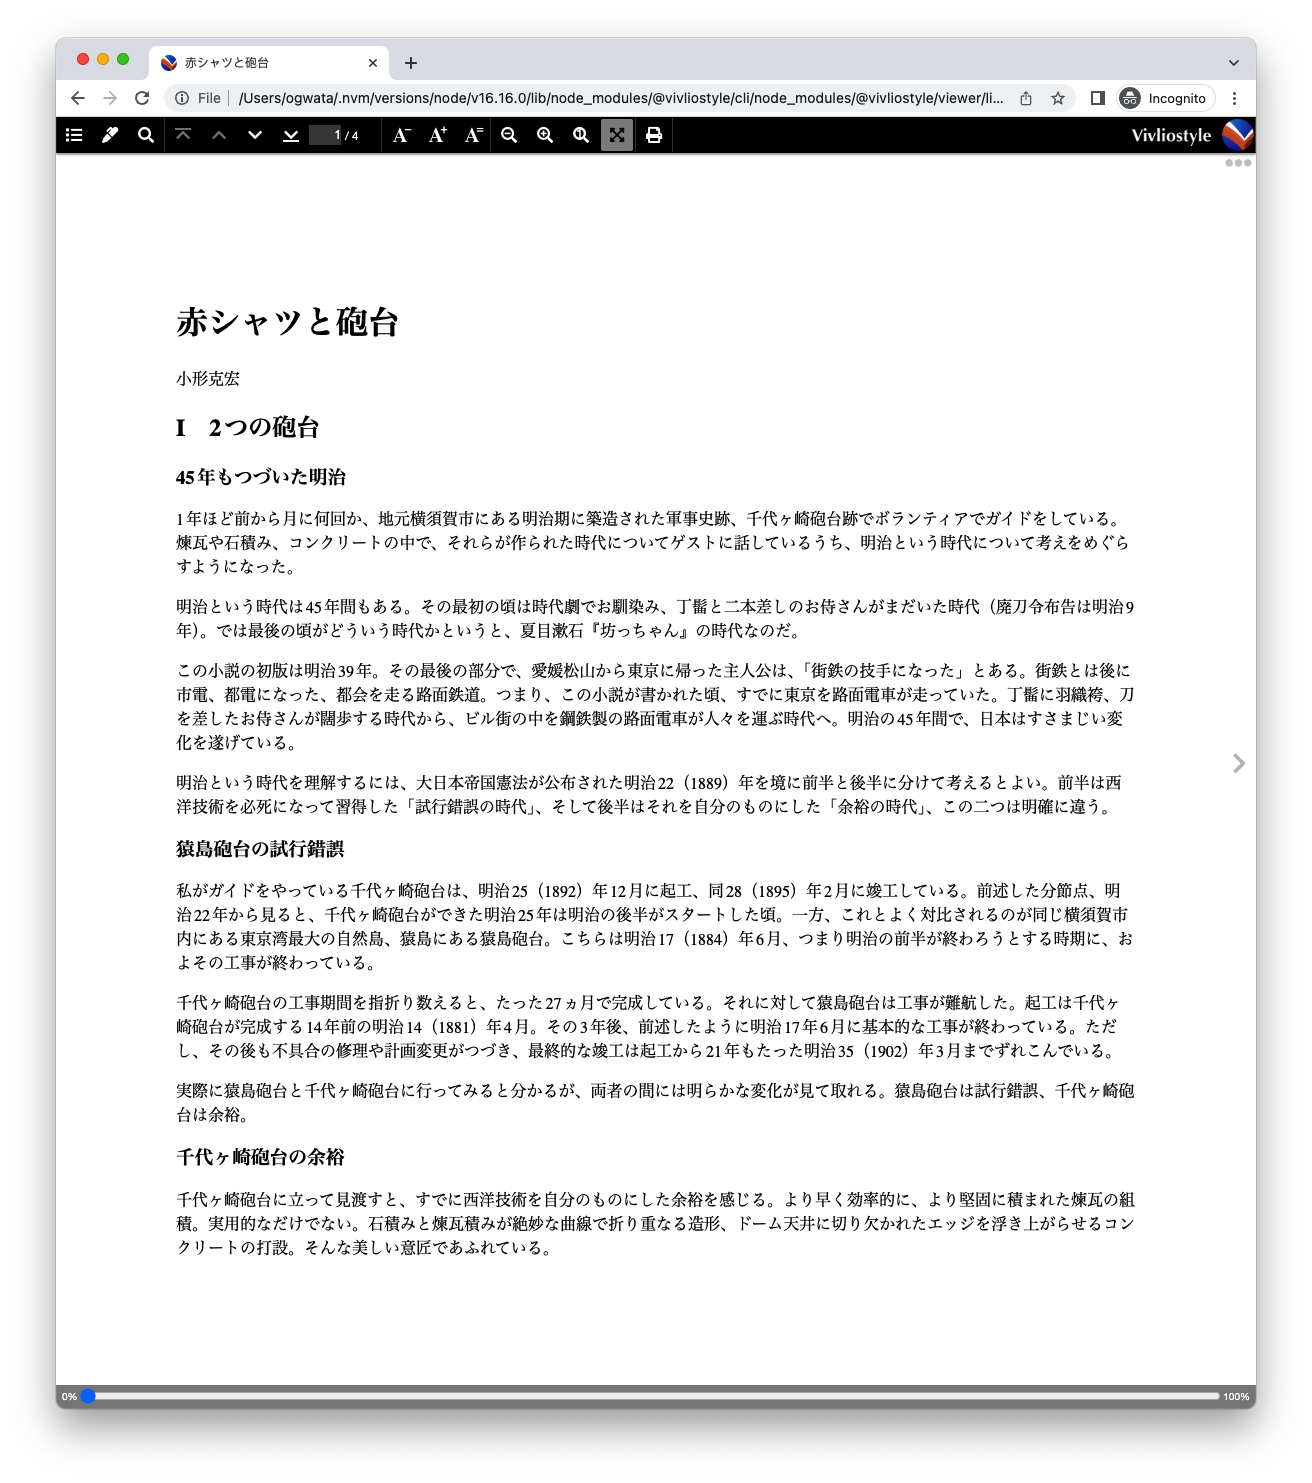 赤シャツと砲台
File
/Users/ogwata/.nvm/versions/node/v16.16.0/lib/node_modules/@vivliostyle/cli/node_modules/@vivliostyle/viewer/li...
Incognito
1 / 4
A− A+ A=
Vivliostyle
赤シャツと砲台
小形克宏
I　2つの砲台
45年もつづいた明治
1年ほど前から月に何回か、地元横須賀市にある明治期に築造された軍事史跡、千代ヶ崎砲台跡でボランティアでガイドをしている。
煉瓦や石積み、コンクリートの中で、それらが作られた時代についてゲストに話しているうち、明治という時代について考えをめぐら
すようになった。
明治という時代は45年間もある。その最初の頃は時代劇でお馴染み、丁髷と二本差しのお侍さんがまだいた時代（廃刀令布告は明治9
年）。では最後の頃がどういう時代かというと、夏目漱石『坊っちゃん』の時代なのだ。
この小説の初版は明治39年。その最後の部分で、愛媛松山から東京に帰った主人公は、「街鉄の技手になった」とある。街鉄とは後に
市電、都電になった、都会を走る路面鉄道。つまり、この小説が書かれた頃、すでに東京を路面電車が走っていた。丁髷に羽織袴、刀
を差したお侍さんが闊歩する時代から、ビル街の中を鋼鉄製の路面電車が人々を運ぶ時代へ。明治の45年間で、日本はすさまじい変
化を遂げている。
明治という時代を理解するには、大日本帝国憲法が公布された明治22（1889）年を境に前半と後半に分けて考えるとよい。前半は西
洋技術を必死になって習得した「試行錯誤の時代」、そして後半はそれを自分のものにした「余裕の時代」、この二つは明確に違う。
猿島砲台の試行錯誤
私がガイドをやっている千代ヶ崎砲台は、明治25（1892）年12月に起工、同28（1895）年2月に竣工している。前述した分節点、明
治22年から見ると、千代ヶ崎砲台ができた明治25年は明治の後半がスタートした頃。一方、これとよく対比されるのが同じ横須賀市
内にある東京湾最大の自然島、猿島にある猿島砲台。こちらは明治17（1884）年6月、つまり明治の前半が終わろうとする時期に、お
よその工事が終わっている。
千代ヶ崎砲台の工事期間を指折り数えると、たった27ヵ月で完成している。それに対して猿島砲台は工事が難航した。起工は千代ヶ
崎砲台が完成する14年前の明治14（1881）年4月。その3年後、前述したように明治17年6月に基本的な工事が終わっている。ただ
し、その後も不具合の修理や計画変更がつづき、最終的な竣工は起工から21年もたった明治35（1902）年3月までずれこんでいる。
実際に猿島砲台と千代ヶ崎砲台に行ってみると分かるが、両者の間には明らかな変化が見て取れる。猿島砲台は試行錯誤、千代ヶ崎砲
台は余裕。
千代ヶ崎砲台の余裕
千代ヶ崎砲台に立って見渡すと、すでに西洋技術を自分のものにした余裕を感じる。より早く効率的に、より堅固に積まれた煉瓦の組
積。実用的なだけでない。石積みと煉瓦積みが絶妙な曲線で折り重なる造形、ドーム天井に切り欠かれたエッジを浮き上がらせるコン
クリートの打設。そんな美しい意匠であふれている。
0%
100%